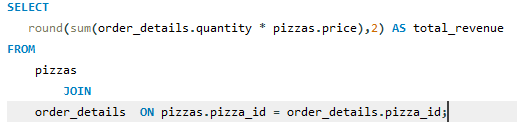 SELECT
round(sum(order_details.quantity * pizzas.price),2) AS total_revenue
FROM
pizzas
JOIN
order_details  ON pizzas.pizza_id = order_details.pizza_id;